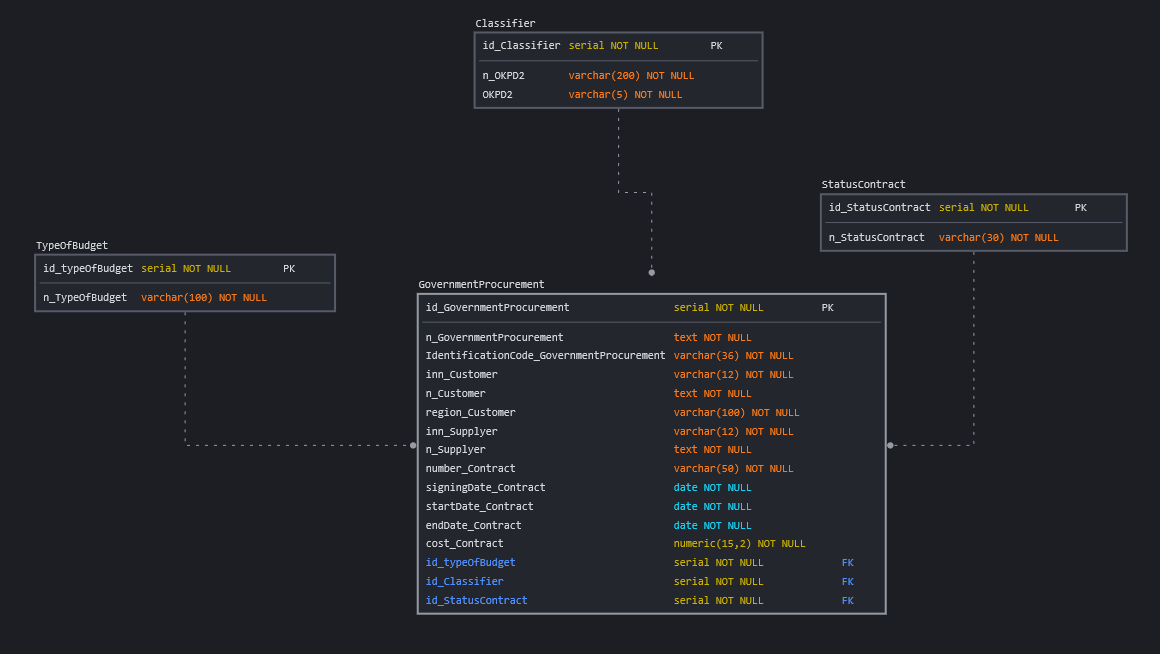 Classifier
id_Classifier serial NOT NULL PK
n_OKPD2 varchar(200) NOT NULL
OKPD2 varchar(5) NOT NULL
StatusContract
id_StatusContract serial NOT NULL PK
n_StatusContract varchar(30) NOT NULL
TypeOfBudget
id_typeOfBudget serial NOT NULL PK
n_TypeOfBudget varchar(100) NOT NULL
GovernmentProcurement
id_GovernmentProcurement serial NOT NULL PK
n_GovernmentProcurement text NOT NULL
IdentificationCode_GovernmentProcurement varchar(36) NOT NULL
inn_Customer varchar(12) NOT NULL
n_Customer text NOT NULL
region_Customer varchar(100) NOT NULL
inn_Supplyer varchar(12) NOT NULL
n_Supplyer text NOT NULL
number_Contract varchar(50) NOT NULL
signingDate_Contract date NOT NULL
startDate_Contract date NOT NULL
endDate_Contract date NOT NULL
cost_Contract numeric(15,2) NOT NULL
id_typeOfBudget serial NOT NULL FK
id_Classifier serial NOT NULL FK
id_StatusContract serial NOT NULL FK